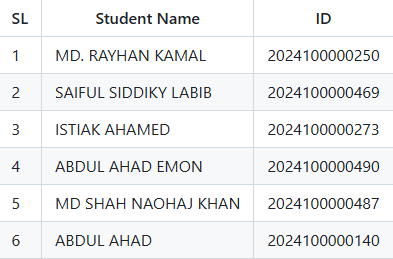 SL Student Name ID
1 MD. RAYHAN KAMAL 2024100000250
2 SAIFUL SIDDIKY LABIB 2024100000469
3 ISTIAK AHAMED 2024100000273
4 ABDUL AHAD EMON 2024100000490
5 MD SHAH NAOHAJ KHAN 2024100000487
6 ABDUL AHAD 2024100000140